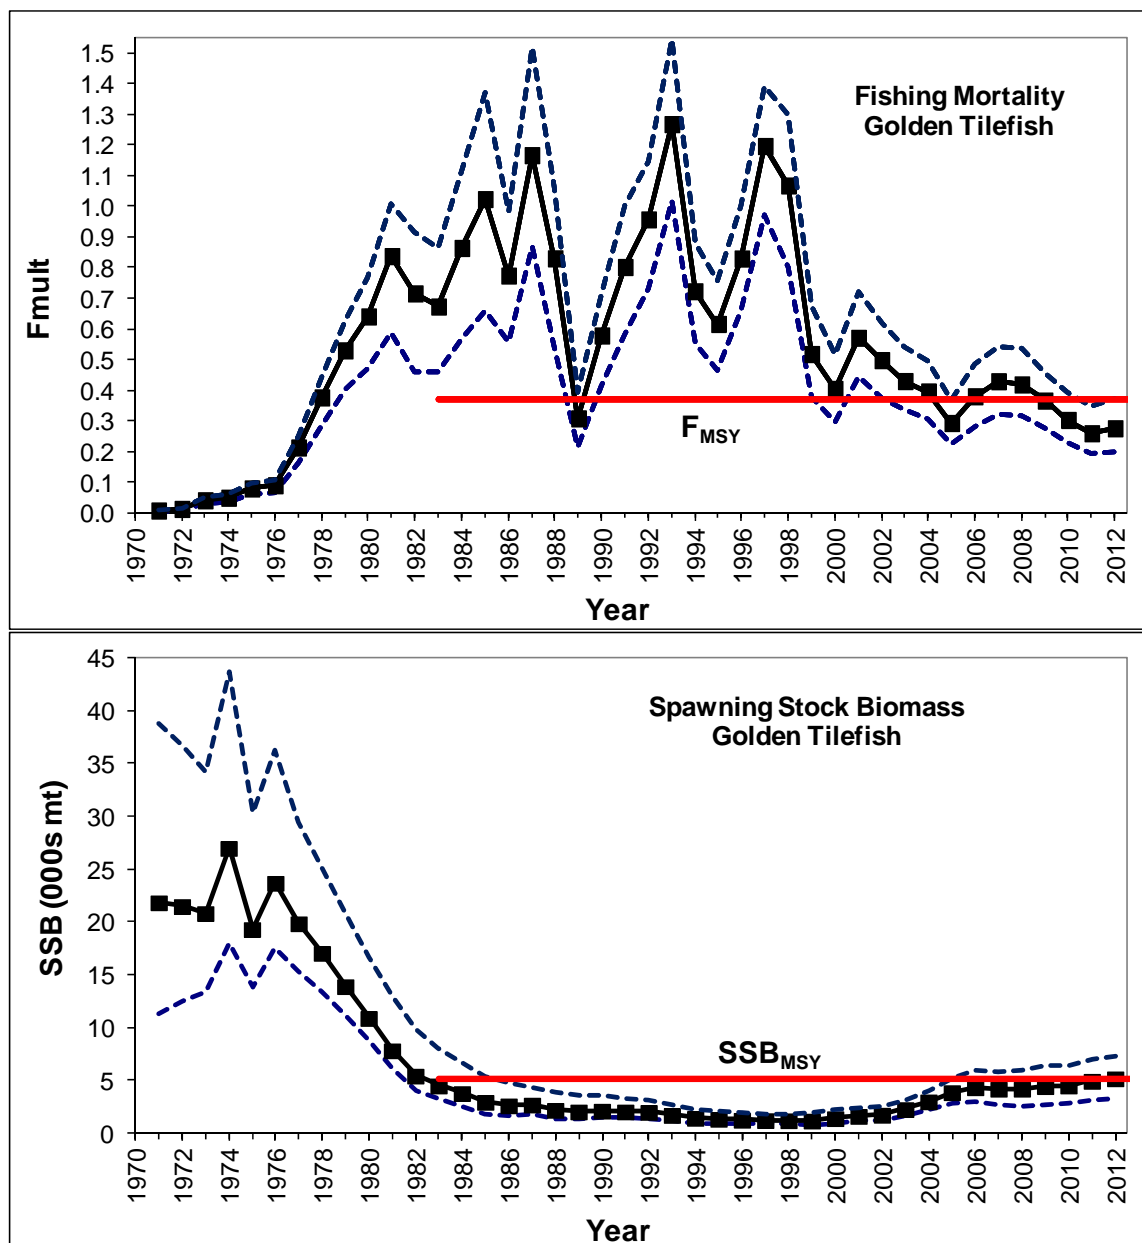 1.5
1.4
1.3
1.2
1.1
1.0
0.9
0.8
0.7
0.6
0.5
0.4
0.3
0.2
0.1
0.0
Fmult
Fishing Mortality
Golden Tilefish
FMSY
1970 1972 1974 1976 1978 1980 1982 1984 1986 1988 1990 1992 1994 1996 1998 2000 2002 2004 2006 2008 2010 2012
Year
45
40
35
30
25
20
15
10
5
0
SSB (000s mt)
Spawning Stock Biomass
Golden Tilefish
SSBMSY
1970 1972 1974 1976 1978 1980 1982 1984 1986 1988 1990 1992 1994 1996 1998 2000 2002 2004 2006 2008 2010 2012
Year